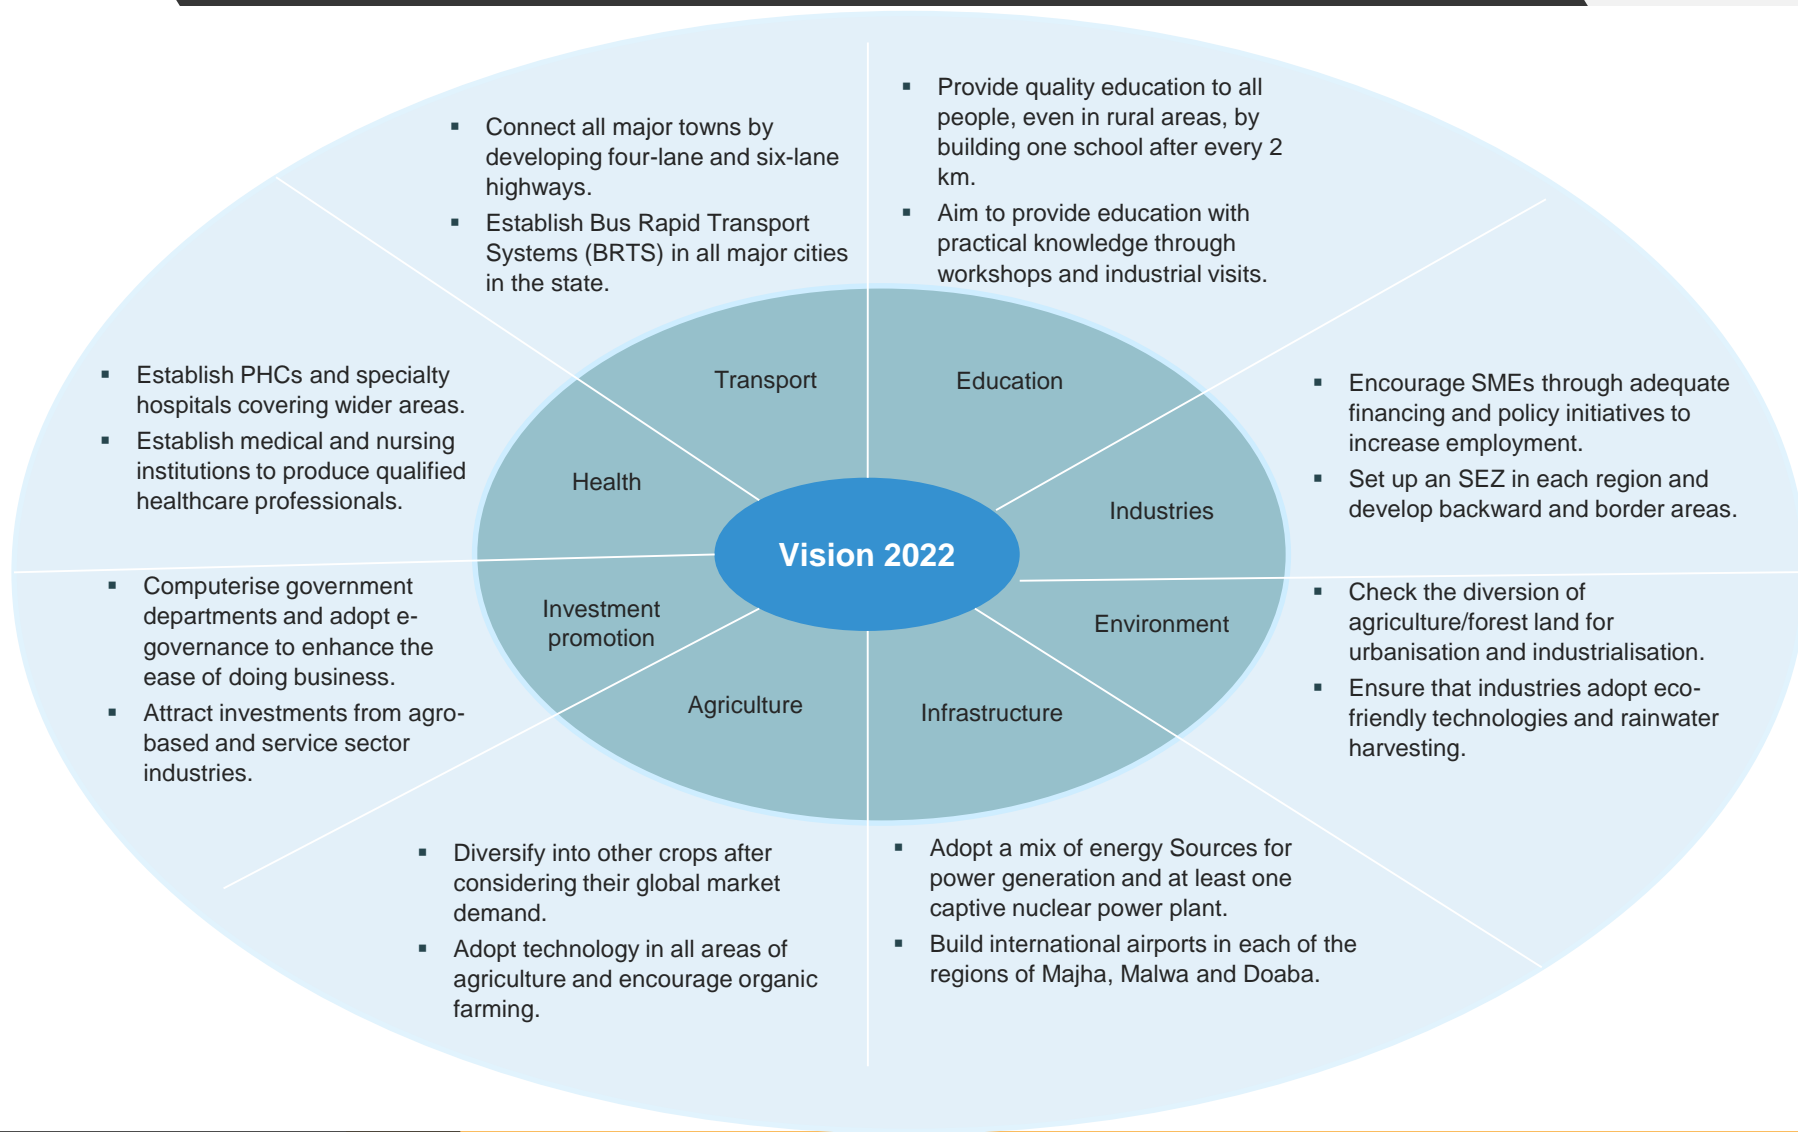 ▪ Connect all major towns by
developing four-lane and six-lane
highways.
▪ Establish Bus Rapid Transport
Systems (BRTS) in all major cities
in the state.
▪ Provide quality education to all
people, even in rural areas, by
building one school after every 2
km.
▪ Aim to provide education with
practical knowledge through
workshops and industrial visits.
▪ Establish PHCs and specialty
hospitals covering wider areas.
▪ Establish medical and nursing
institutions to produce qualified
healthcare professionals.
Transport
Education
Health
Industries
▪ Encourage SMEs through adequate
financing and policy initiatives to
increase employment.
▪ Set up an SEZ in each region and
develop backward and border areas.
Vision 2022
▪ Computerise government
departments and adopt e-
governance to enhance the
ease of doing business.
▪ Attract investments from agro-
based and service sector
industries.
Investment
promotion
Environment
Agriculture
Infrastructure
▪ Check the diversion of
agriculture/forest land for
urbanisation and industrialisation.
▪ Ensure that industries adopt eco-
friendly technologies and rainwater
harvesting.
▪ Diversify into other crops after
considering their global market
demand.
▪ Adopt technology in all areas of
agriculture and encourage organic
farming.
▪ Adopt a mix of energy Sources for
power generation and at least one
captive nuclear power plant.
▪ Build international airports in each of the
regions of Majha, Malwa and Doaba.